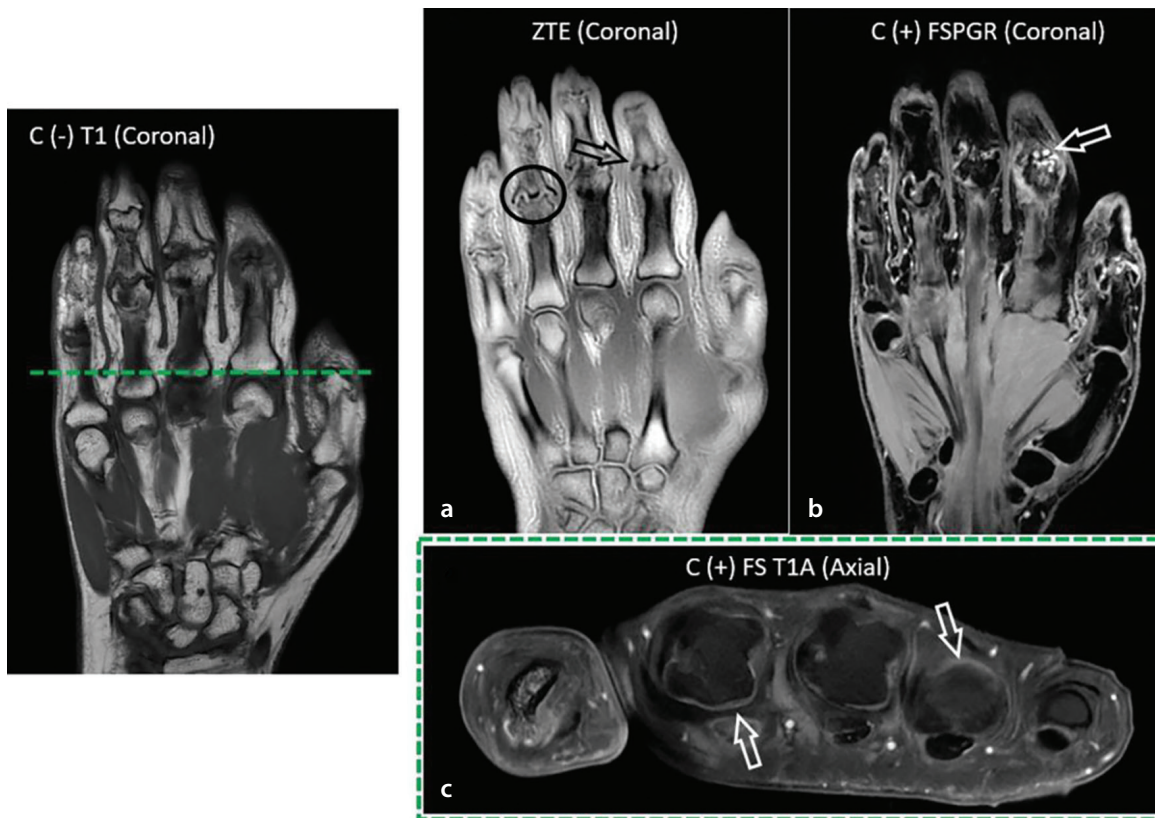 C (-) T1 (Coronal)
ZTE (Coronal)
a
C (+) FSPGR (Coronal)
b
C (+) FS T1A (Axial)
c